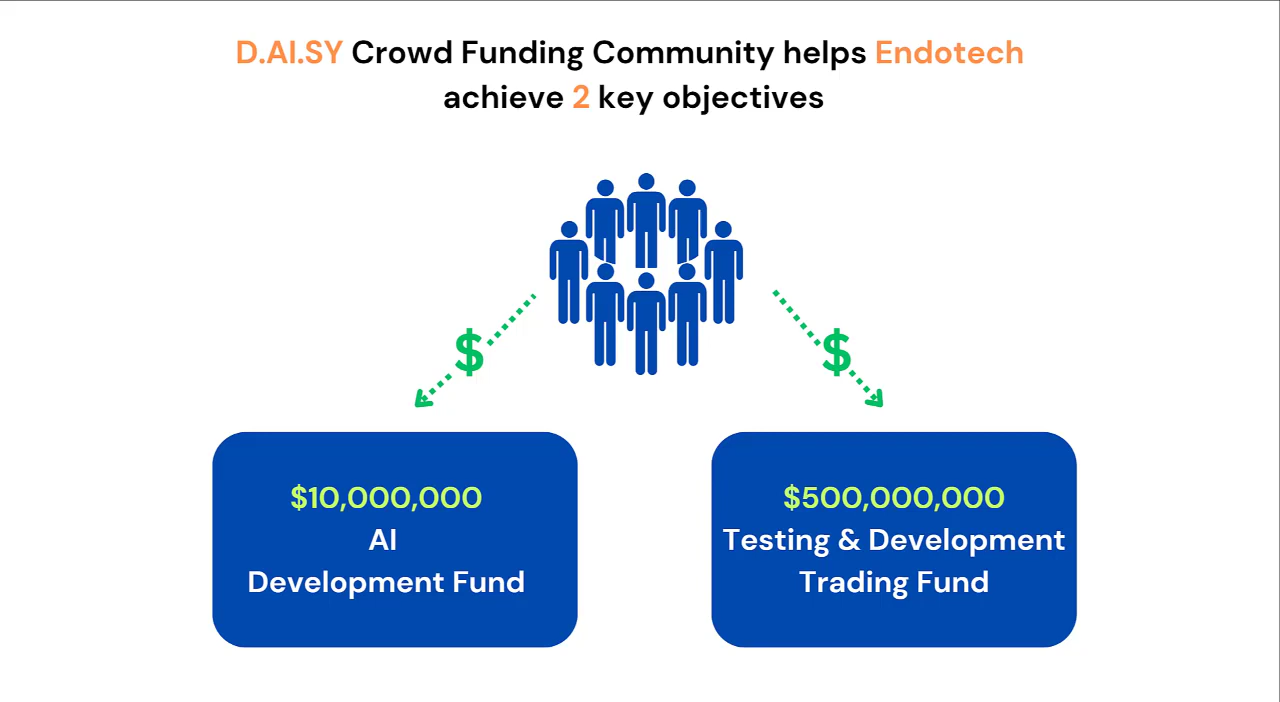 D.AI.SY Crowd Funding Community helps Endotech
achieve 2 key objectives
$
$
$10,000,000
AI
Development Fund
$500,000,000
Testing & Development
Trading Fund